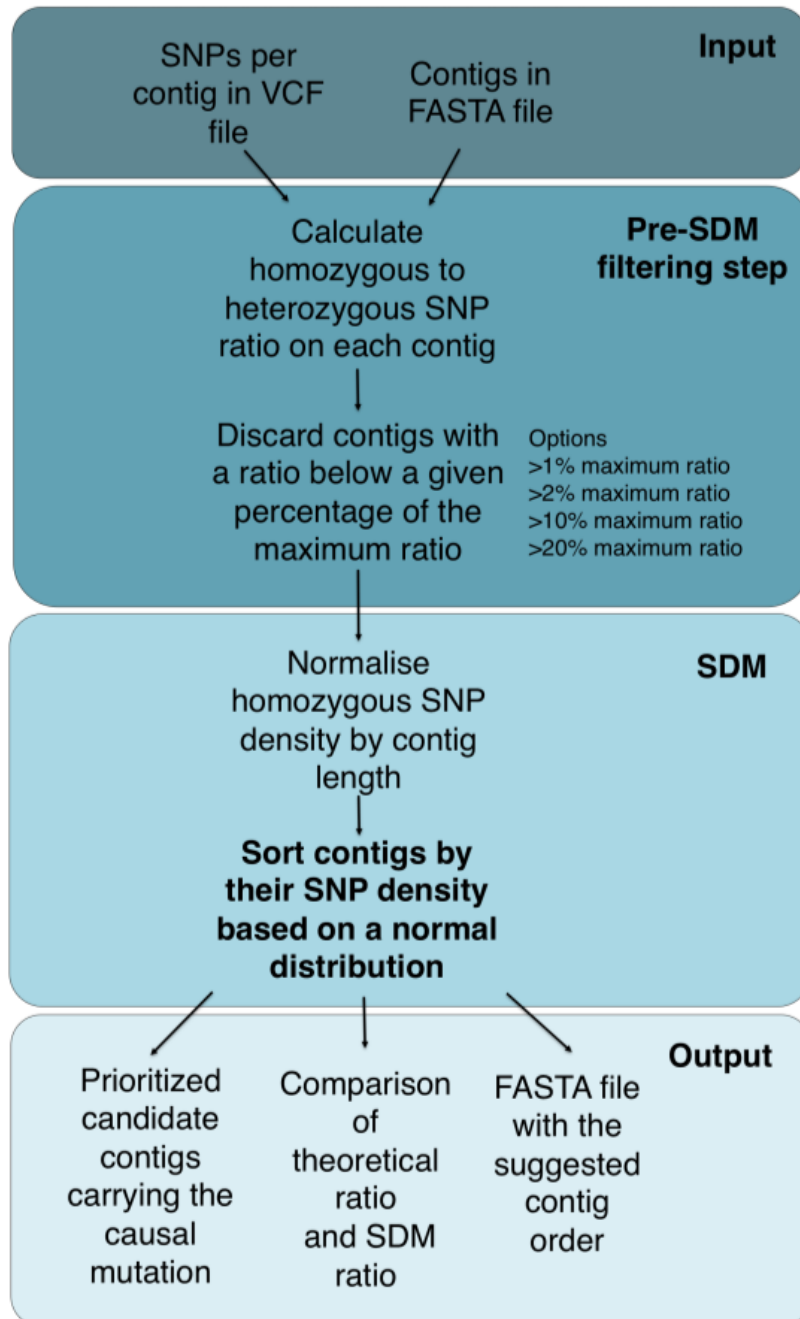 Input
SNPs per
contig in VCF
file
Contigs in
FASTA file
Pre-SDM
filtering step
Calculate
homozygous to
heterozygous SNP
ratio on each contig
Discard contigs with
a ratio below a given
percentage of the
maximum ratio
Options
>1% maximum ratio
>2% maximum ratio
>10% maximum ratio
>20% maximum ratio
SDM
Normalise
homozygous SNP
density by contig
length
Sort contigs by
their SNP density
based on a normal
distribution
Output
Prioritized
candidate
contigs
carrying the
causal
mutation
Comparison
of
theoretical
ratio
and SDM
ratio
FASTA file
with the
suggested
contig
order